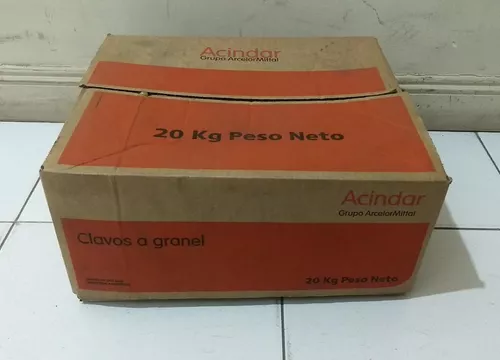 Acindar
Grupo ArcelorMittal
20 Kg Peso Neto
Acindar
Grupo ArcelorMittal
Clavos a granel
20 Kg Peso Neto